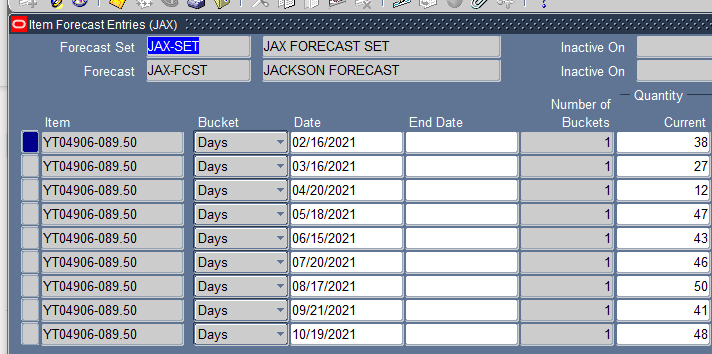 Item Forecast Entries (JAX)
Forecast Set JAX-SET JAX FORECAST SET Inactive On
Forecast JAX-FCST JACKSON FORECAST Inactive On
Quantity
Number of
Item Bucket Date End Date Buckets Current
YT04906-089.50 Days 02/16/2021 1 38
YT04906-089.50 Days 03/16/2021 1 27
YT04906-089.50 Days 04/20/2021 1 12
YT04906-089.50 Days 05/18/2021 1 47
YT04906-089.50 Days 06/15/2021 1 43
YT04906-089.50 Days 07/20/2021 1 46
YT04906-089.50 Days 08/17/2021 1 50
YT04906-089.50 Days 09/21/2021 1 41
YT04906-089.50 Days 10/19/2021 1 48